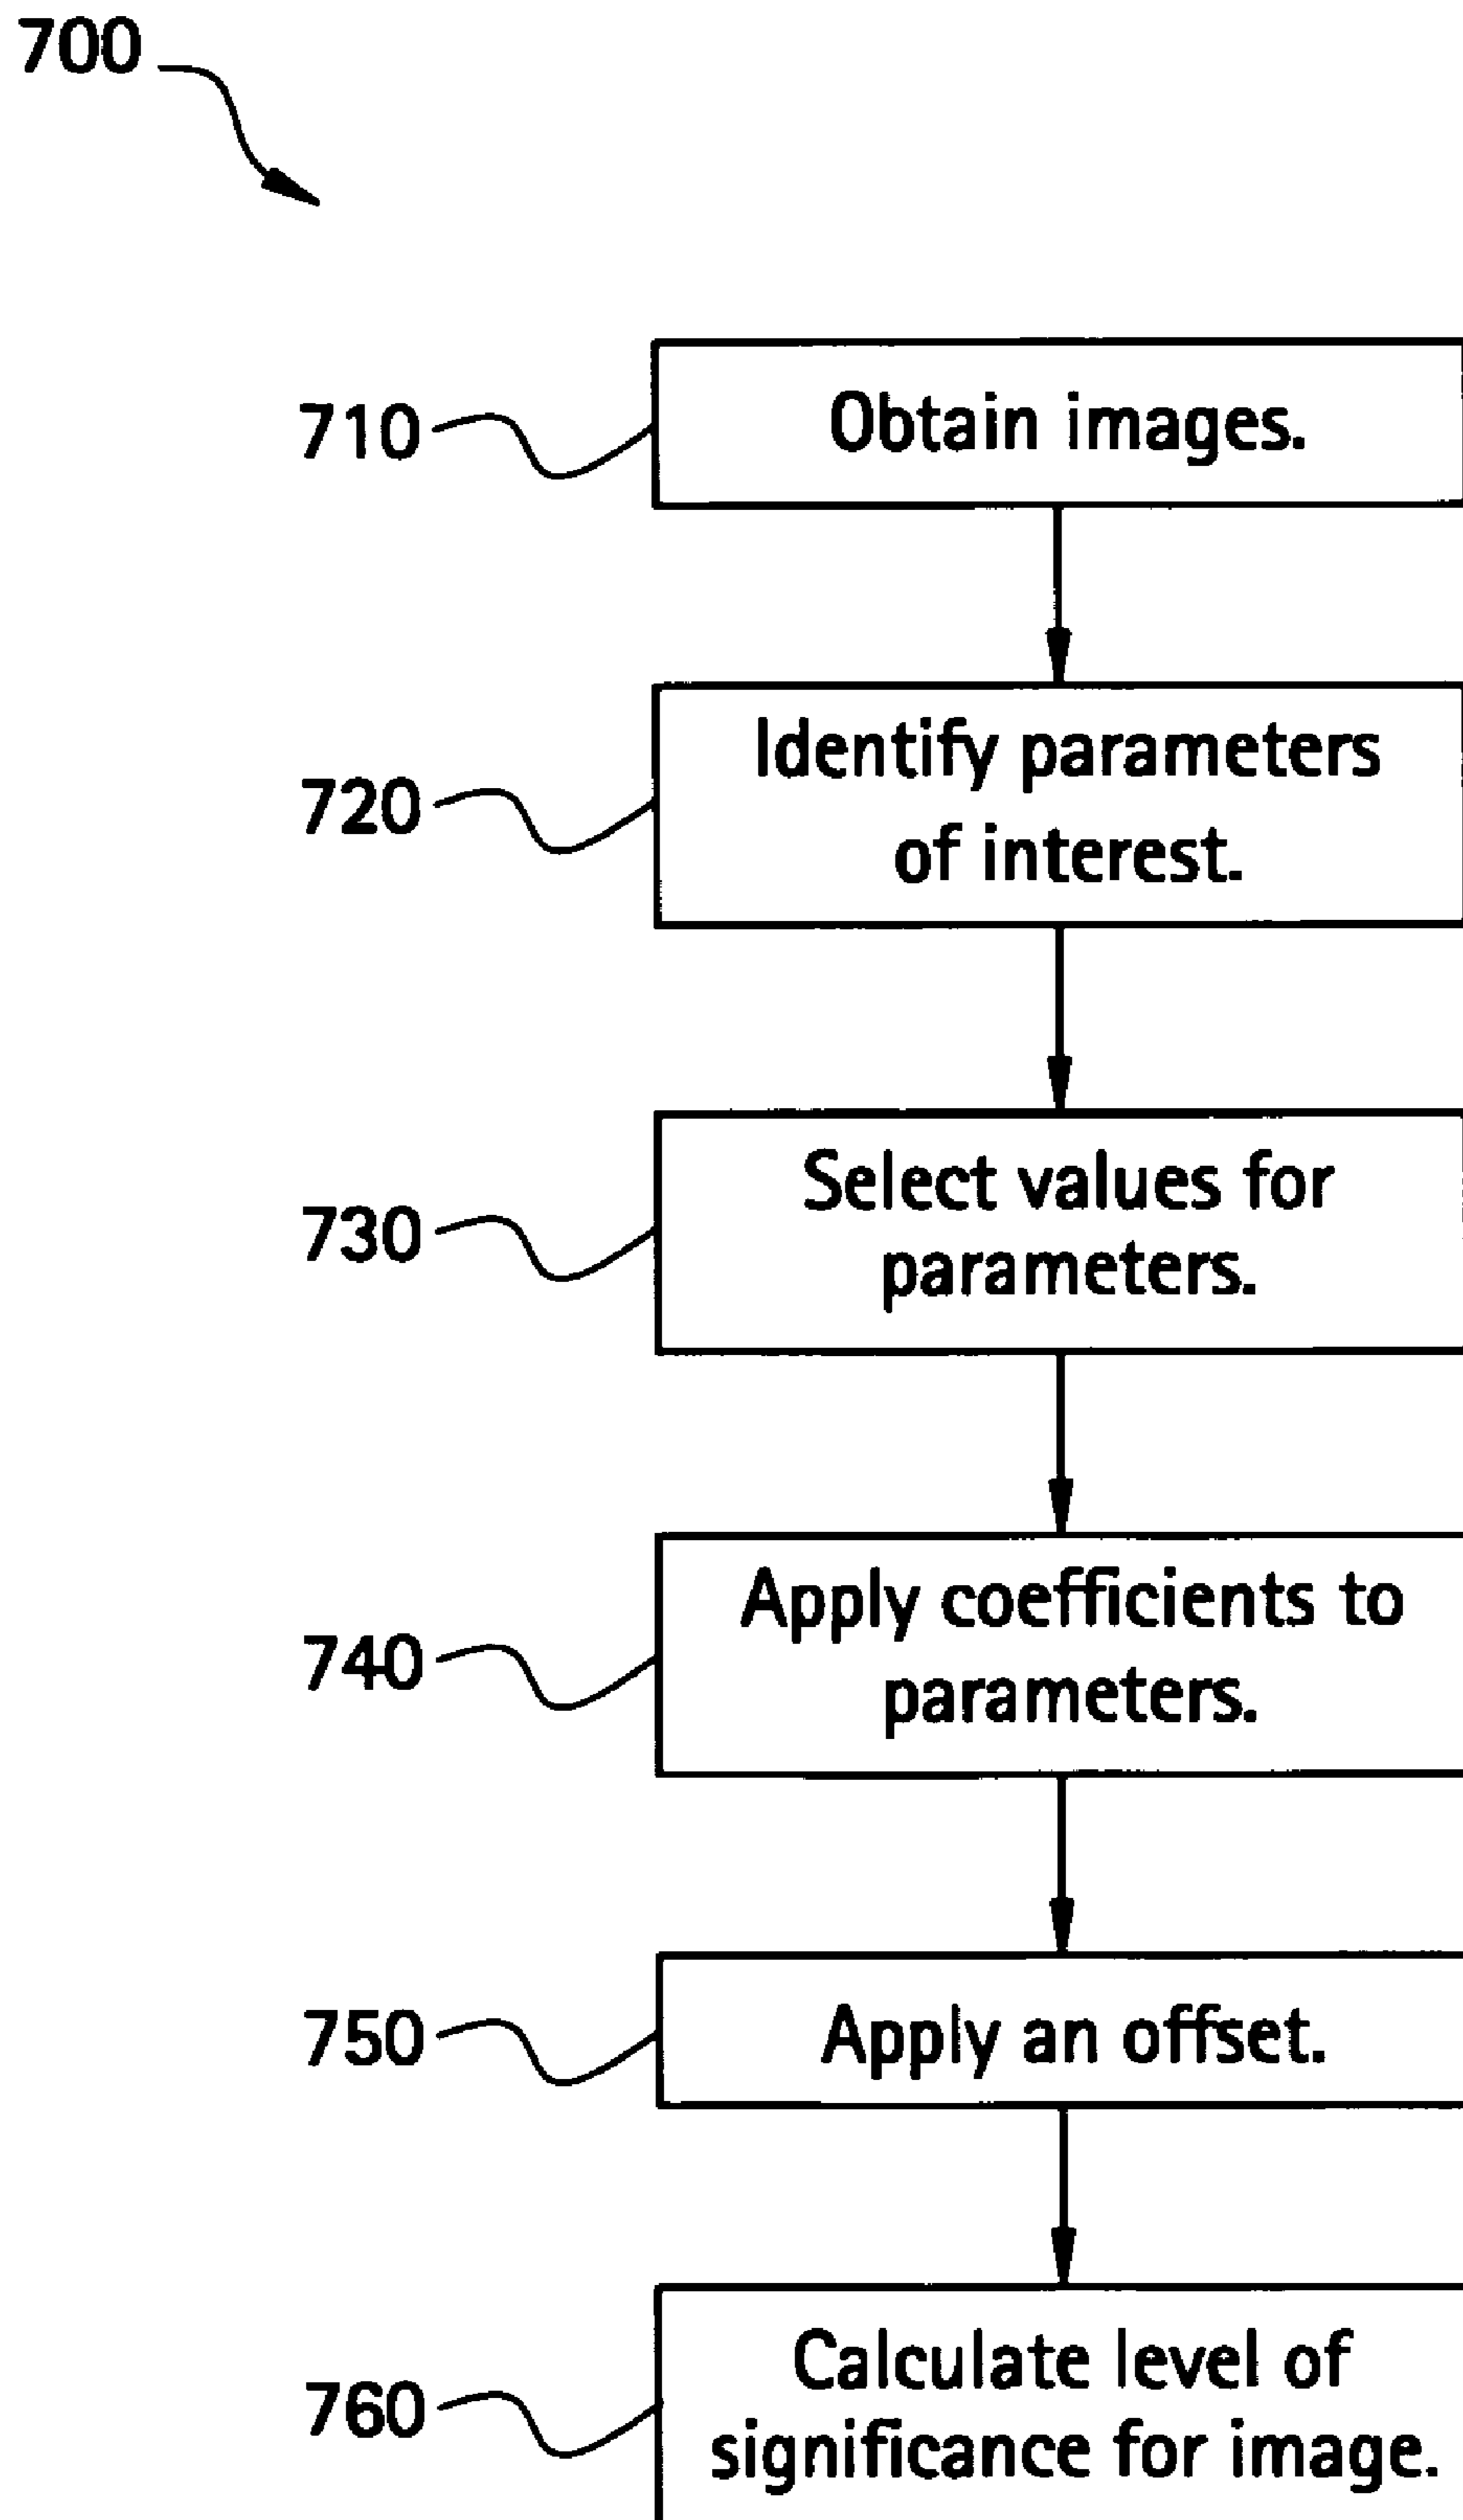 700
710
Obtain images.
720
Identify parameters
of interest.
730
Select values for
parameters.
740
Apply coefficients to
parameters.
750
Apply an offset.
760
Calculate level of
significance for image.